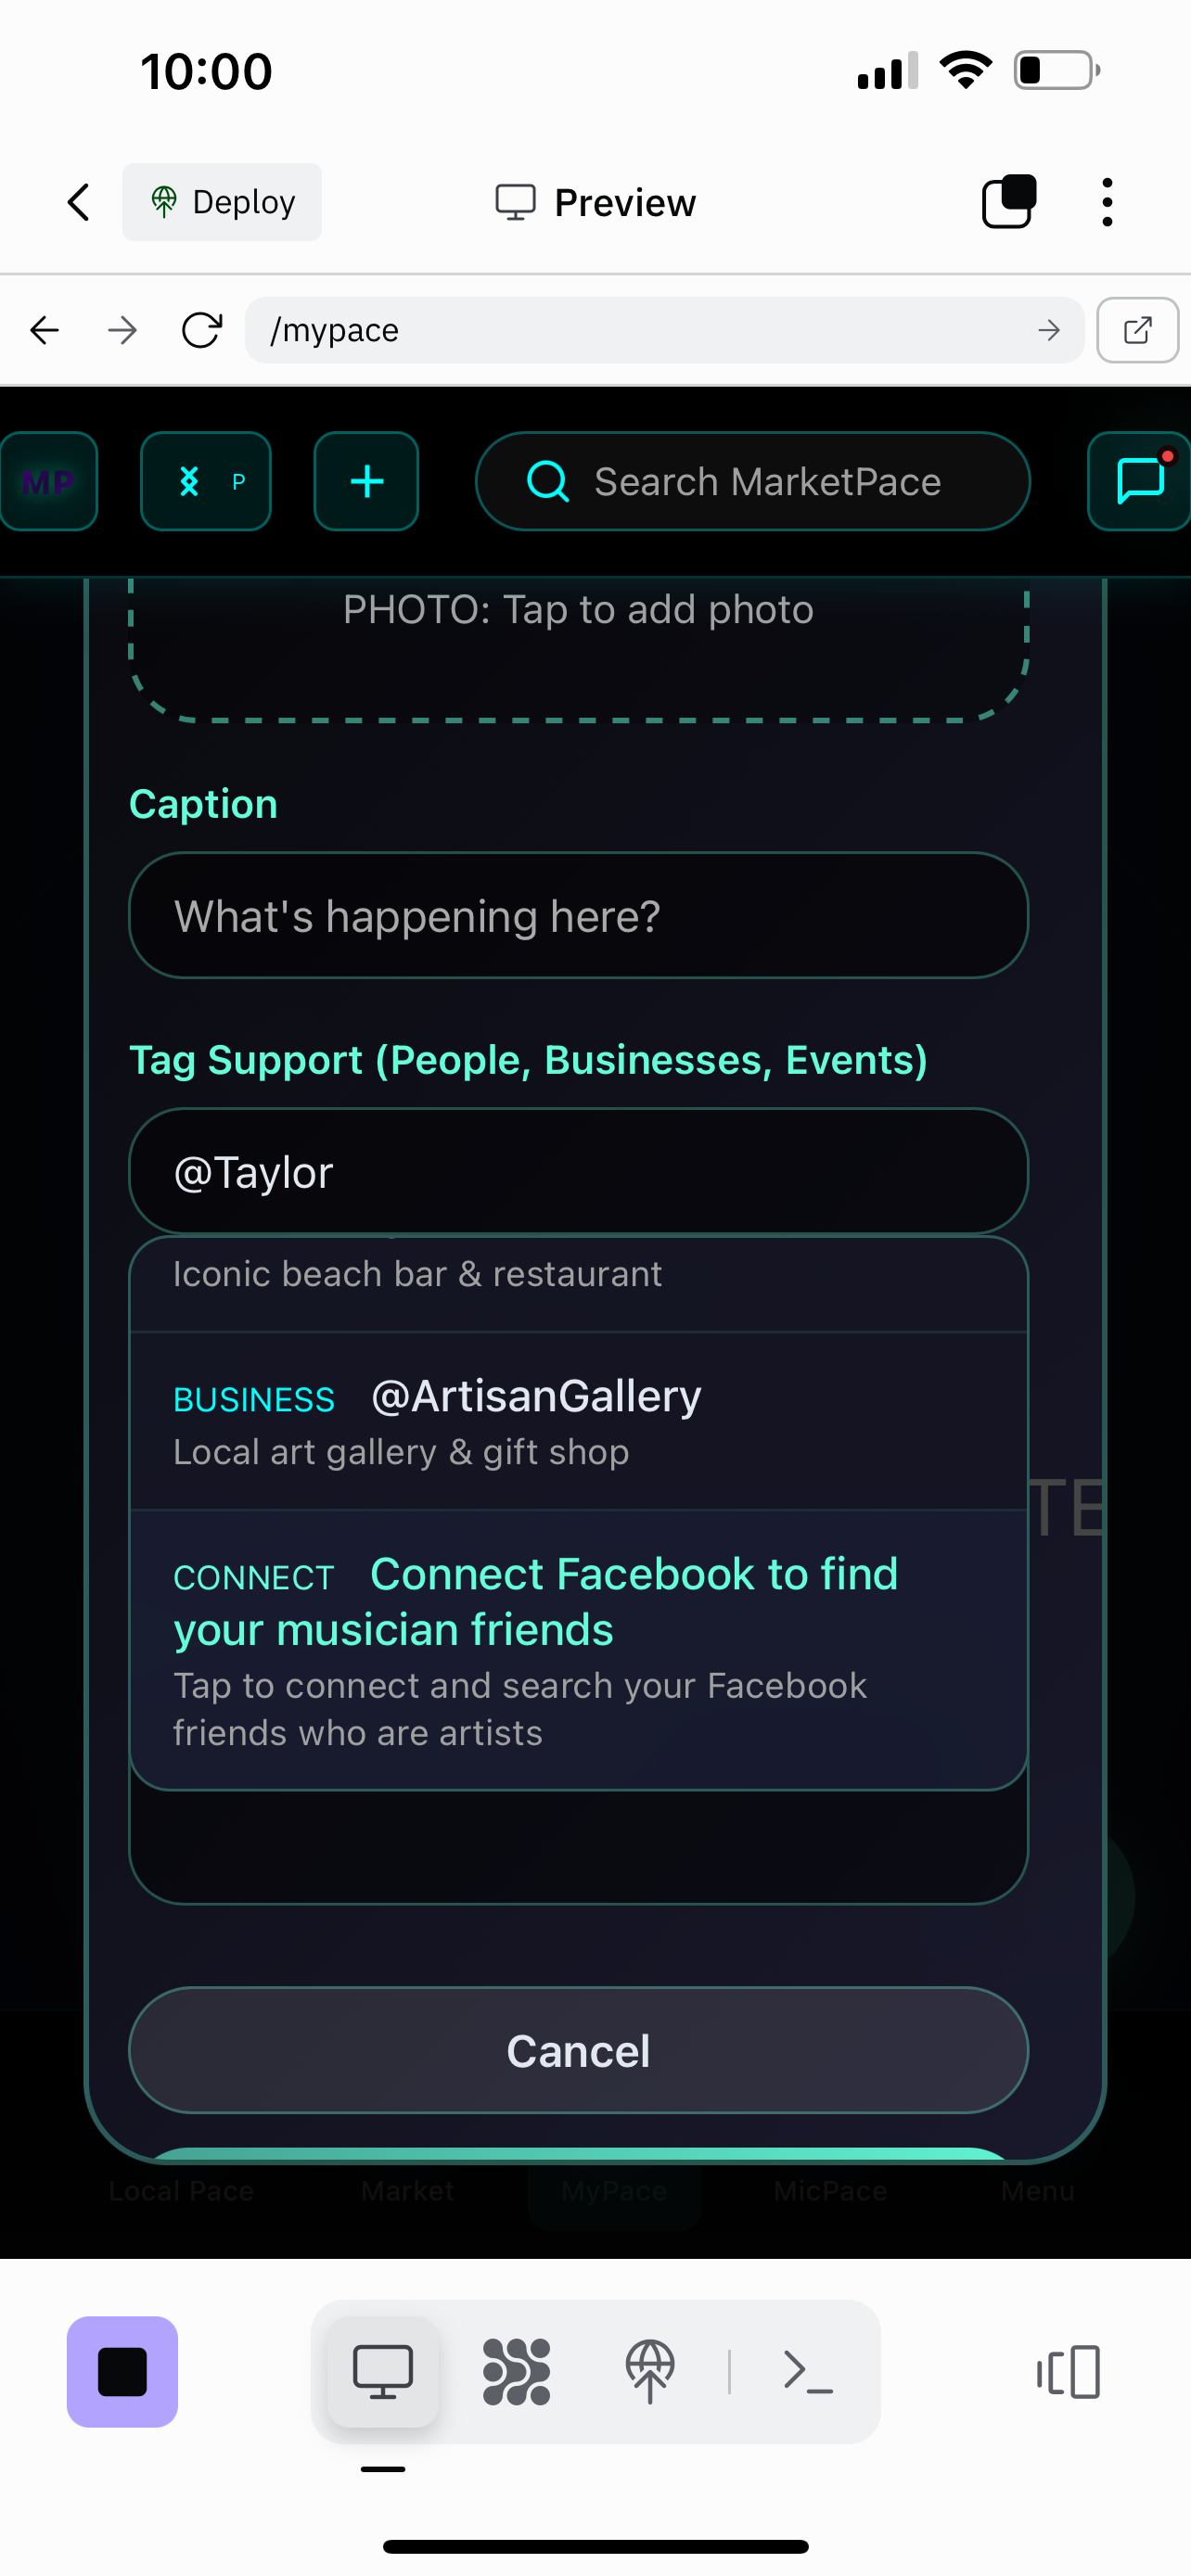 10:00
Deploy
Preview
/mypace
MP
P
Search MarketPace
PHOTO: Tap to add photo
Caption
What's happening here?
Tag Support (People, Businesses, Events)
@Taylor
Iconic beach bar & restaurant
BUSINESS @ArtisanGallery
Local art gallery & gift shop
TE
CONNECT Connect Facebook to find
your musician friends
Tap to connect and search your Facebook
friends who are artists
Cancel
Local Pace Market MyPace MicPace Menu